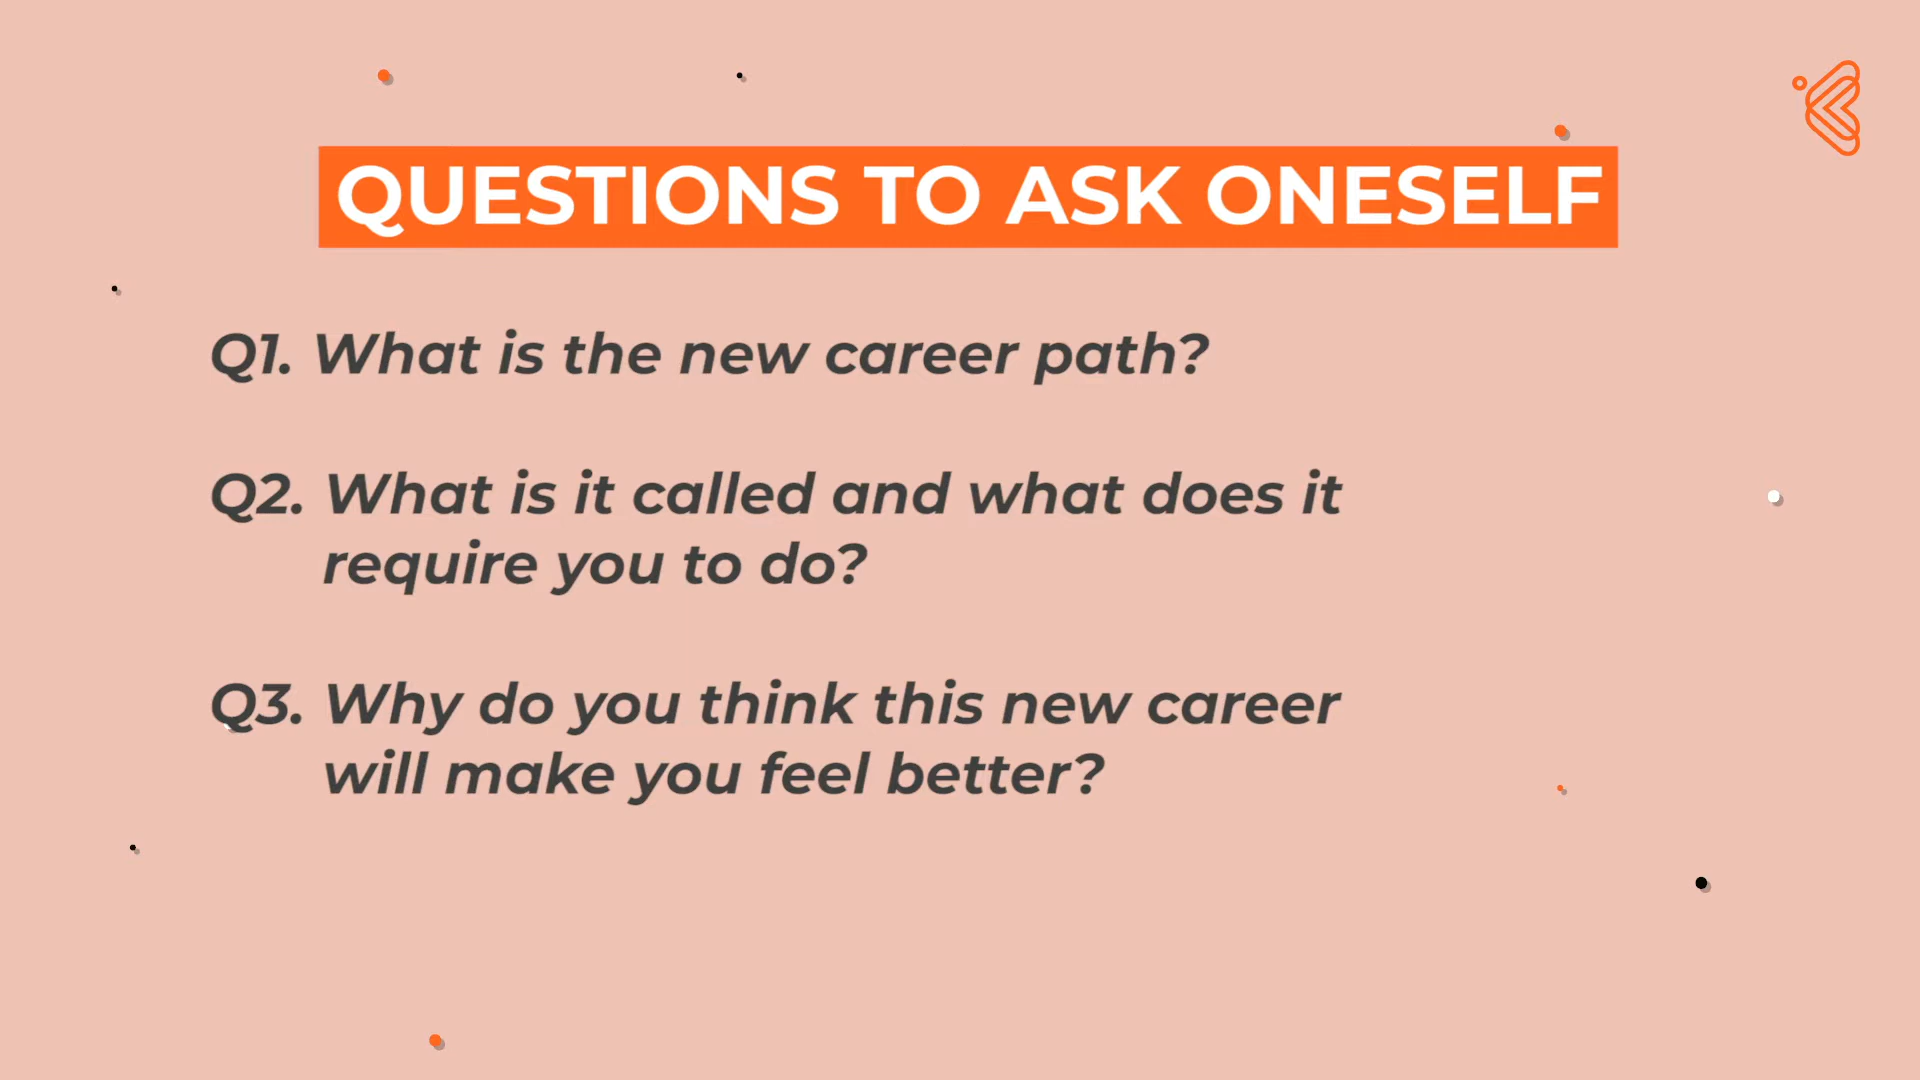 QUESTIONS TO ASK ONESELF
Q1. What is the new career path?
Q2. What is it called and what does it
require you to do?
Q3. Why do you think this new career
will make you feel better?